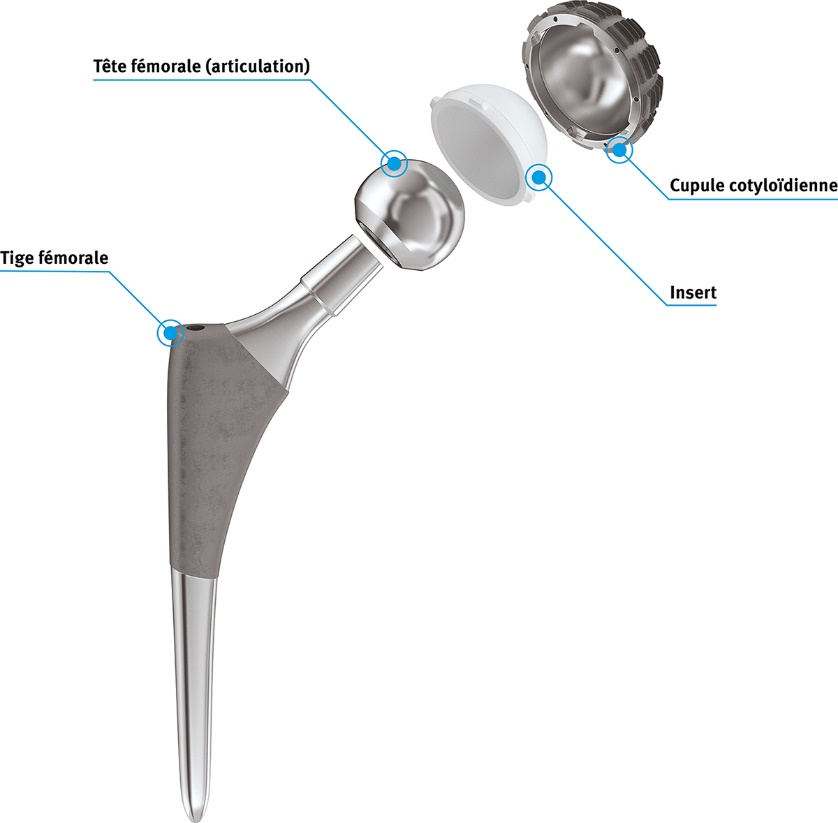 Tête fémorale (articulation)
Cupule cotyloïdienne
Tige fémorale
Insert